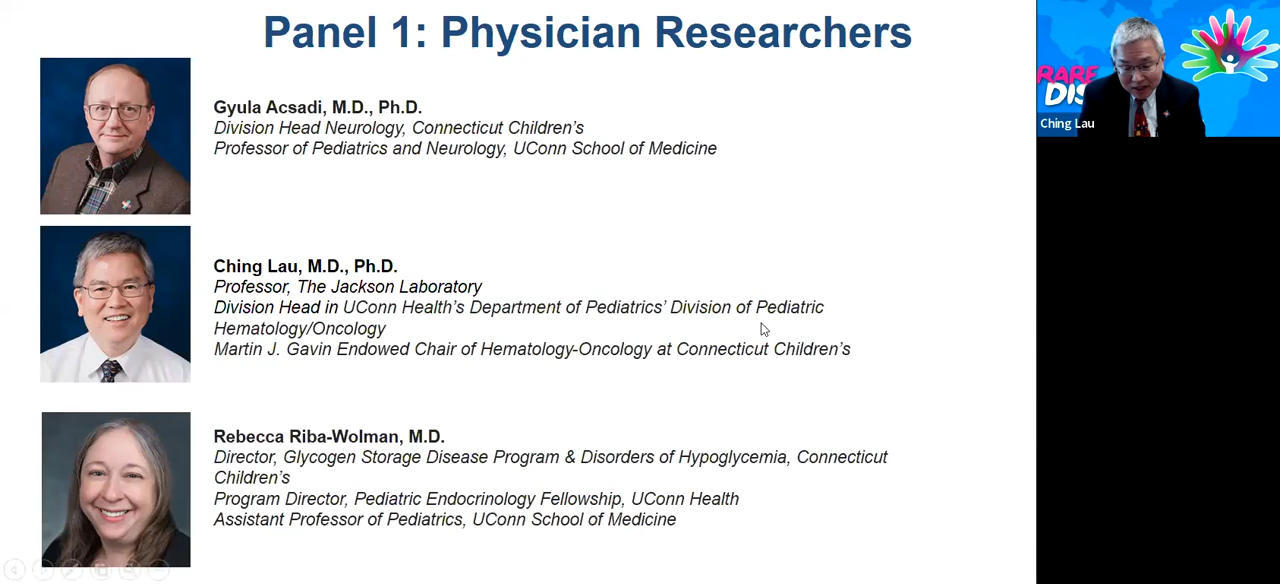 Panel 1: Physician Researchers
Gyula Acsadi, M.D., Ph.D.
Division Head Neurology, Connecticut Children's
Professor of Pediatrics and Neurology, UConn School of Medicine
Ching Lau, M.D., Ph.D.
Professor, The Jackson Laboratory
Division Head in UConn Health's Department of Pediatrics' Division of Pediatric
Hematology/Oncology
Martin J. Gavin Endowed Chair of Hematology-Oncology at Connecticut Children's
Rebecca Riba-Wolman, M.D.
Director, Glycogen Storage Disease Program & Disorders of Hypoglycemia, Connecticut
Children's
Program Director, Pediatric Endocrinology Fellowship, UConn Health
Assistant Professor of Pediatrics, UConn School of Medicine
RARE
DIS
Ching Lau